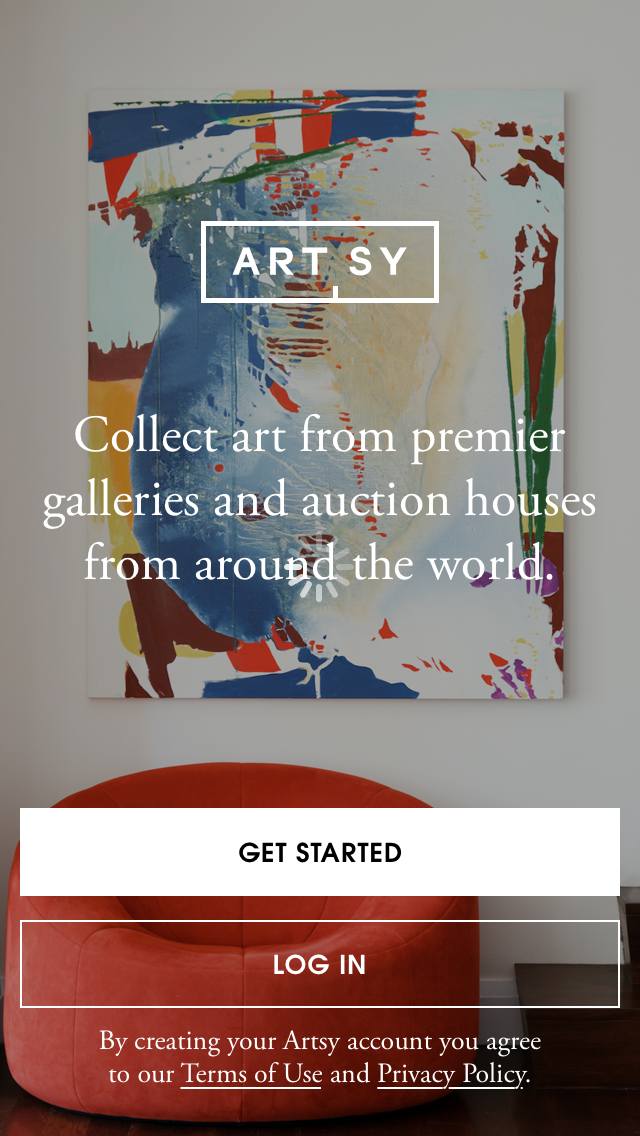 ARTSY
Collect art from premier
galleries and auction houses
from around the world.
GET STARTED
LOG IN
By creating your Artsy account you agree
to our Terms of Use and Privacy Policy.